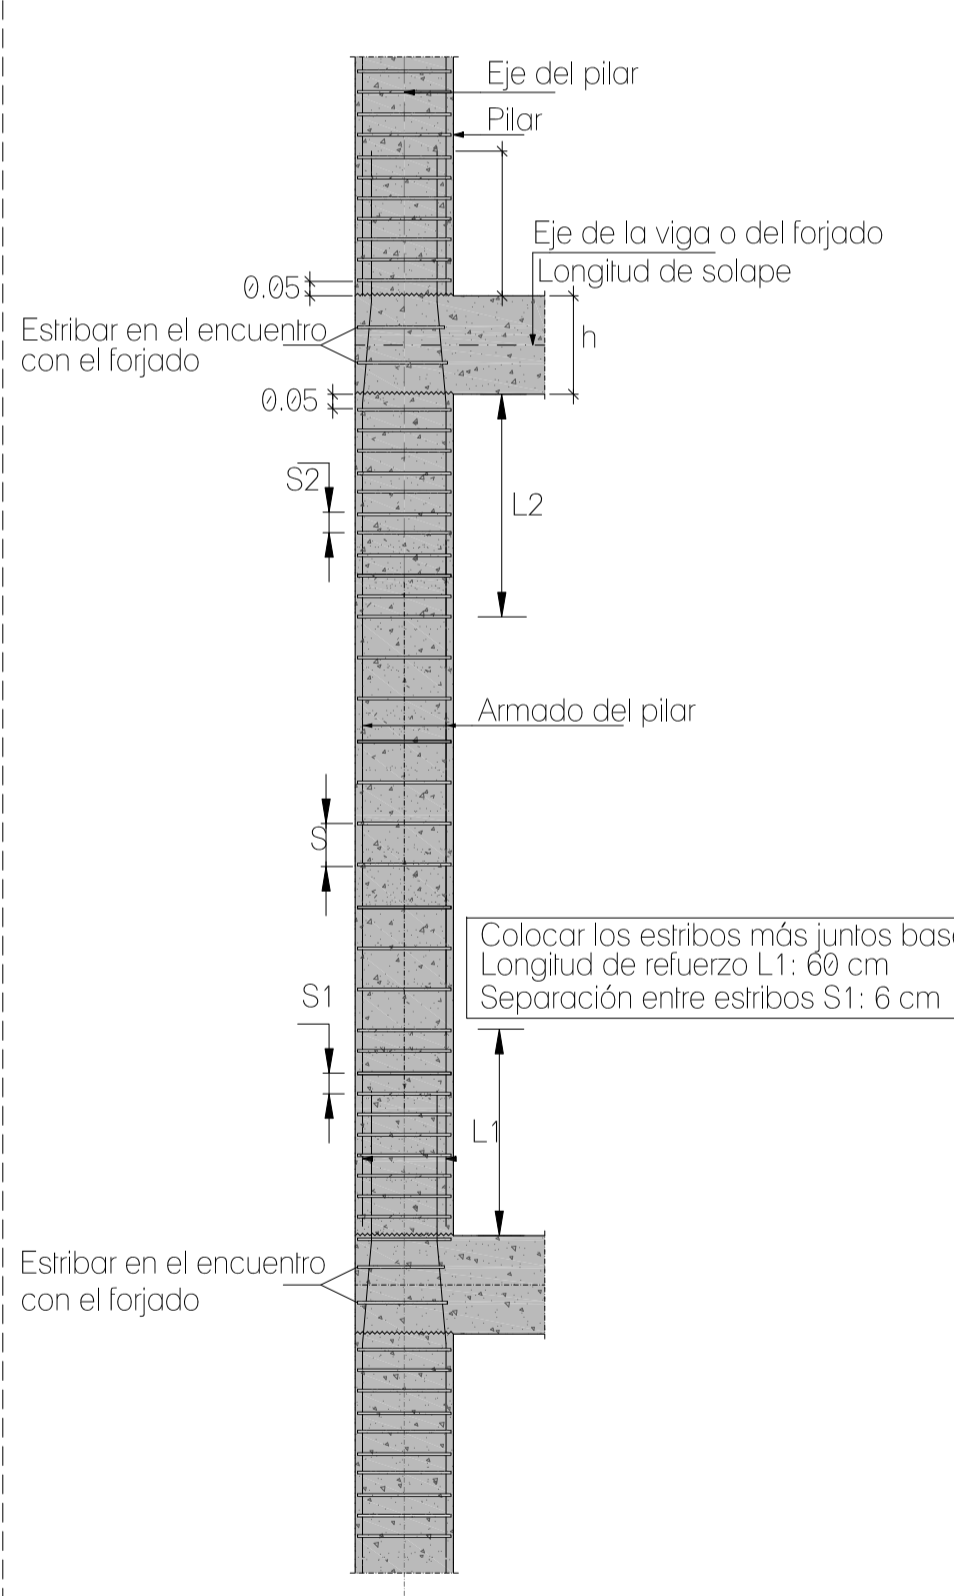 Eje del pilar
Pilar
Eje de la viga o del forjado
Longitud de solape
0.05
Estribar en el encuentro
con el forjado
h
0.05
S2
L2
Armado del pilar
S
Colocar los estribos más juntos
Longitud de refuerzo L1: 60 cm
Separación entre estribos S1: 6 cm
S1
L1
Estribar en el encuentro
con el forjado